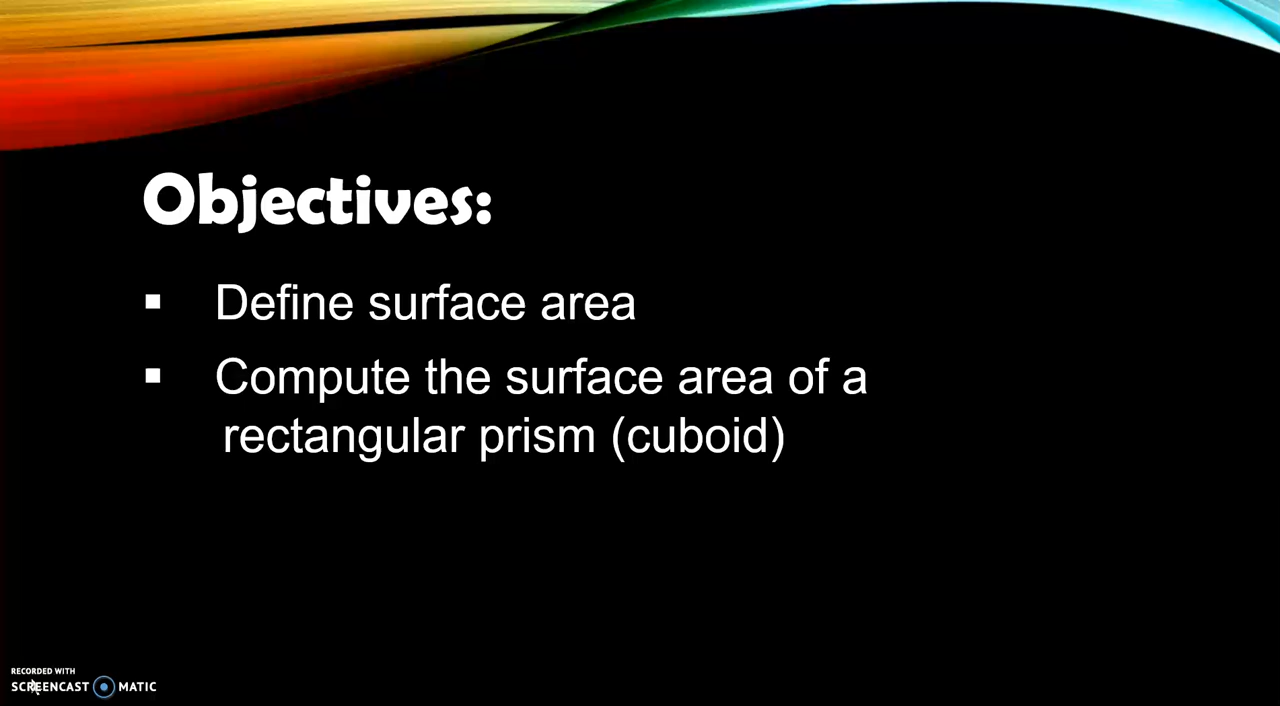 Objectives:
▪ Define surface area
▪ Compute the surface area of a
rectangular prism (cuboid)
RECORDED WITH
SCREENCAST MATIC